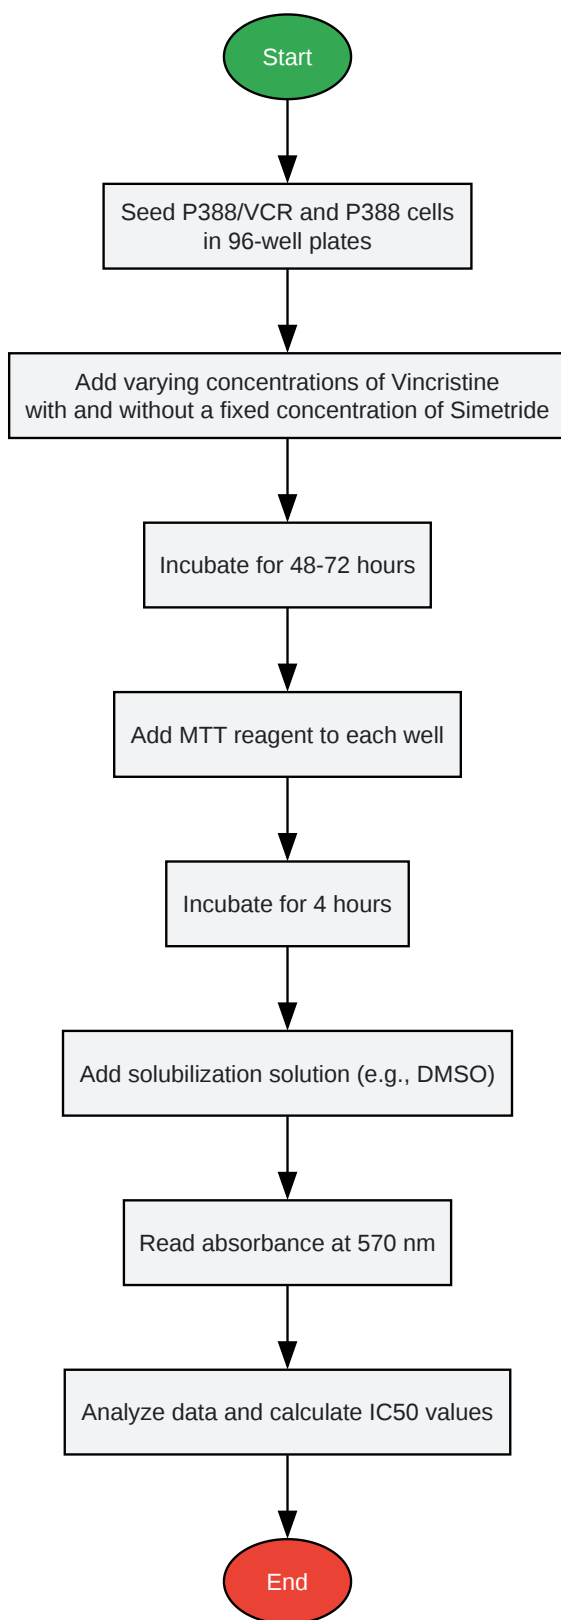 Start
Seed P388/VCR and P388 cells
in 96-well plates
Add varying concentrations of Vincristine
with and without a fixed concentration of Simetride
Incubate for 48-72 hours
Add MTT reagent to each well
Incubate for 4 hours
Add solubilization solution (e.g., DMSO)
Read absorbance at 570 nm
Analyze data and calculate IC50 values
End